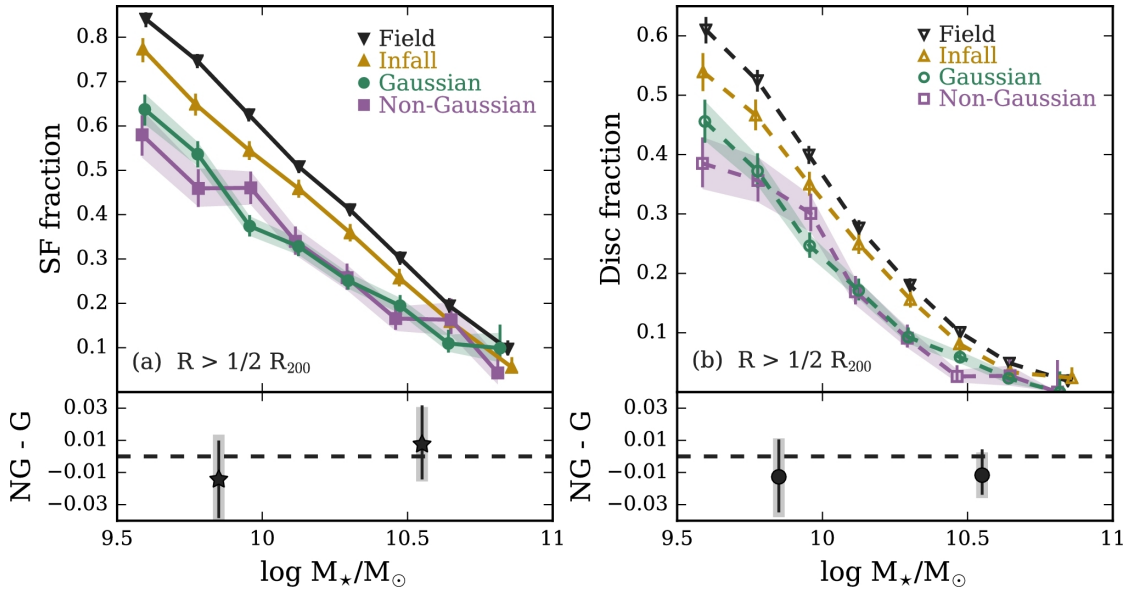 SF fraction
0.8
0.7
0.6
0.5
0.4
0.3
0.2
0.1
Field
Infall
Gaussian
Non-Gaussian
(a) R > 1/2 R₂₀₀
NG - G
0.03
0.01
−0.01
−0.03
9.5
10
10.5
11
log M★/M⊙
Disc fraction
0.6
0.5
0.4
0.3
0.2
0.1
Field
Infall
Gaussian
Non-Gaussian
(b) R > 1/2 R₂₀₀
NG - G
0.03
0.01
−0.01
−0.03
9.5
10
10.5
11
log M★/M⊙